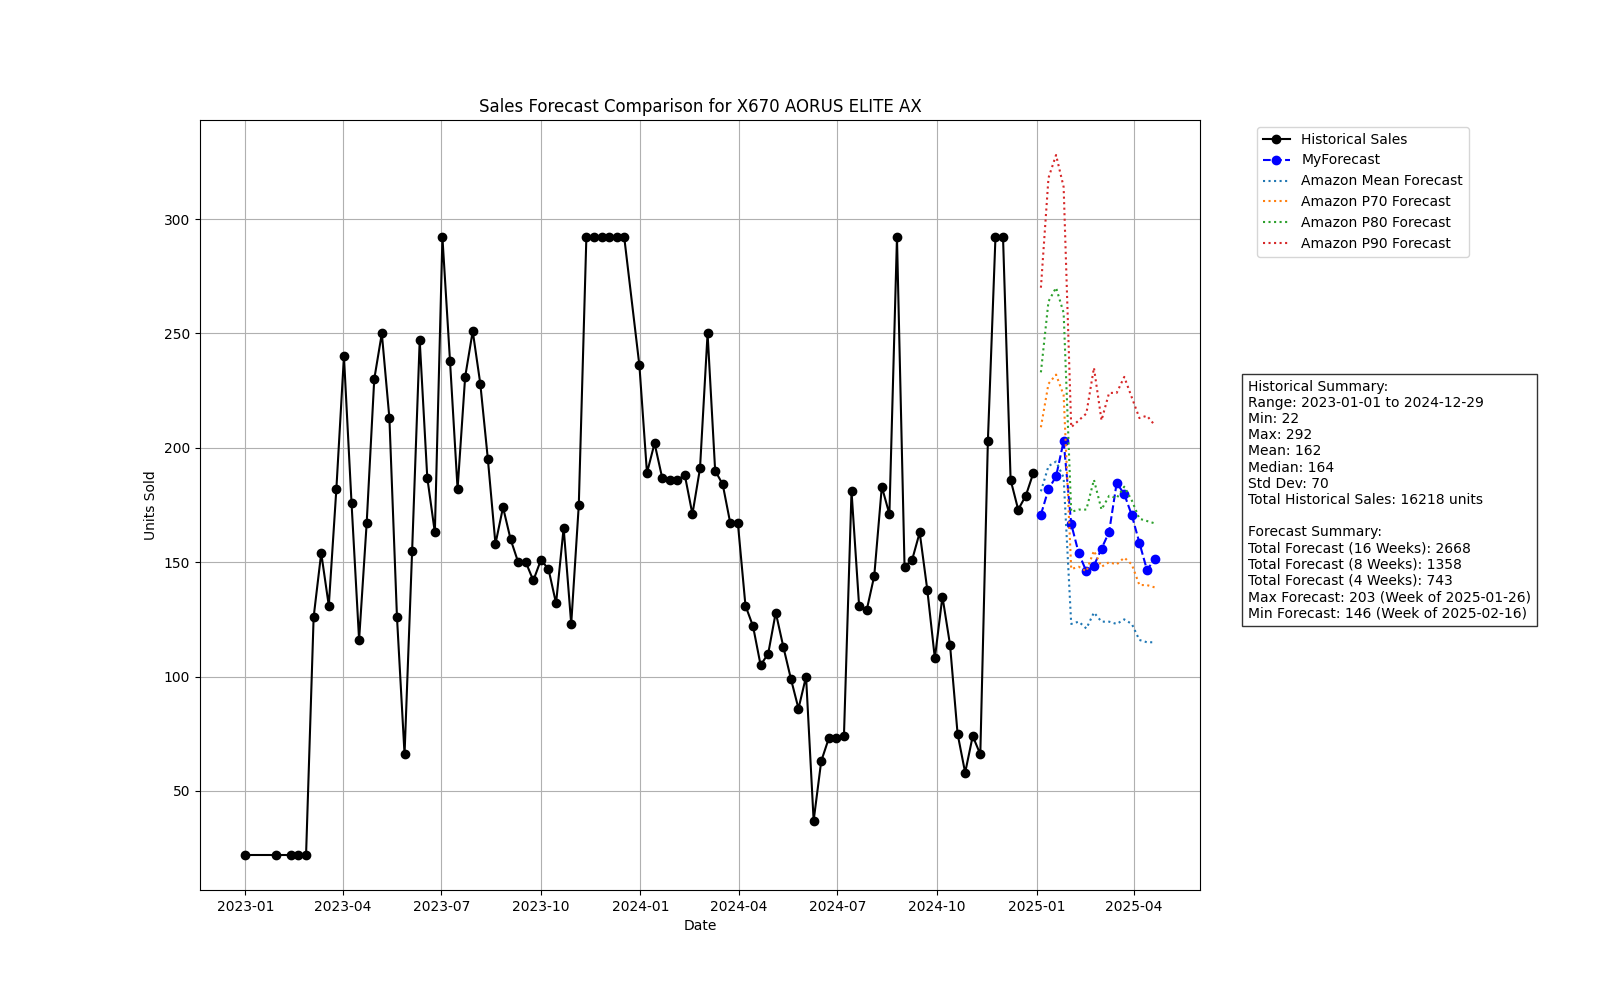 Sales Forecast Comparison for X670 AORUS ELITE AX
Historical Sales
MyForecast
Amazon Mean Forecast
Amazon P70 Forecast
Amazon P80 Forecast
Amazon P90 Forecast
Units Sold
300
250
200
150
100
50
2023-01
2023-04
2023-07
2023-10
2024-01
2024-04
2024-07
2024-10
2025-01
2025-04
Date
Historical Summary:
Range: 2023-01-01 to 2024-12-29
Min: 22
Max: 292
Mean: 162
Median: 164
Std Dev: 70
Total Historical Sales: 16218 units
Forecast Summary:
Total Forecast (16 Weeks): 2668
Total Forecast (8 Weeks): 1358
Total Forecast (4 Weeks): 743
Max Forecast: 203 (Week of 2025-01-26)
Min Forecast: 146 (Week of 2025-02-16)